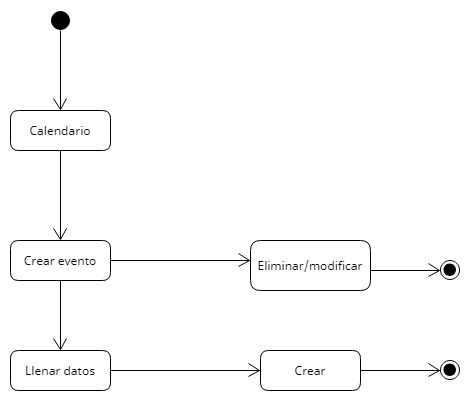 Calendario
Crear evento
Eliminar/modificar
Llenar datos
Crear